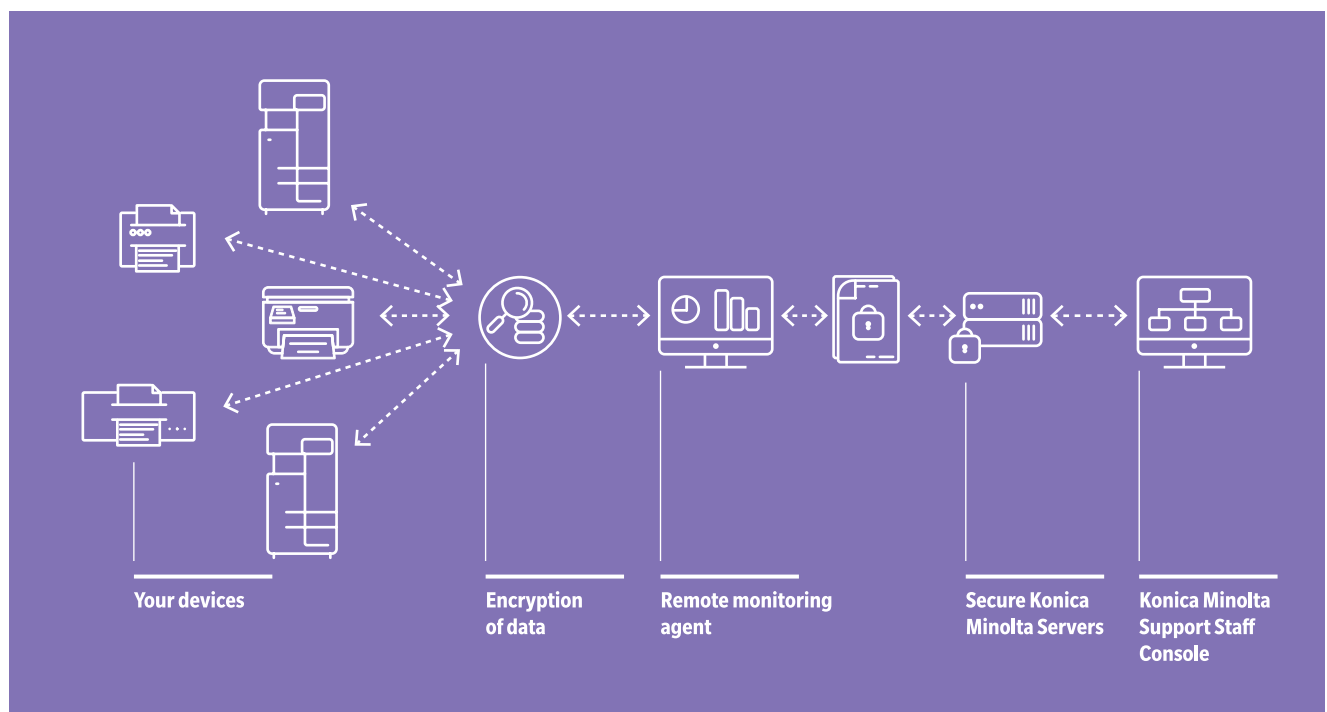 Your devices
Encryption
of data
Remote monitoring
agent
Secure Konica
Minolta Servers
Konica Minolta
Support Staff
Console